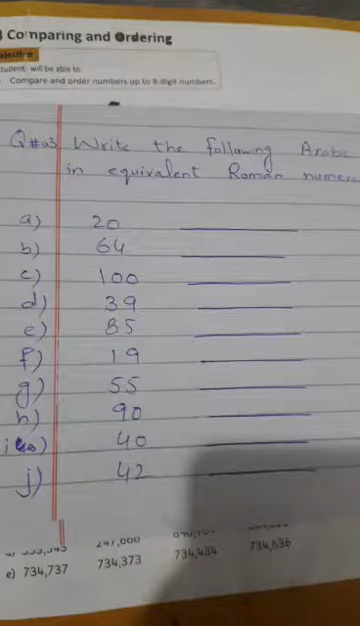 Comparing and Ordering
Objective
Student will be able to:
Compare and order numbers up to 8-digit numbers.
Q#03 Write the following Arabic
in equivalent Roman
a) 20
b) 64
c) 100
d) 39
e) 85
f) 19
g) 55
h) 90
i) 40
j) 42
e) 734,737 734,373 734,434 734,636